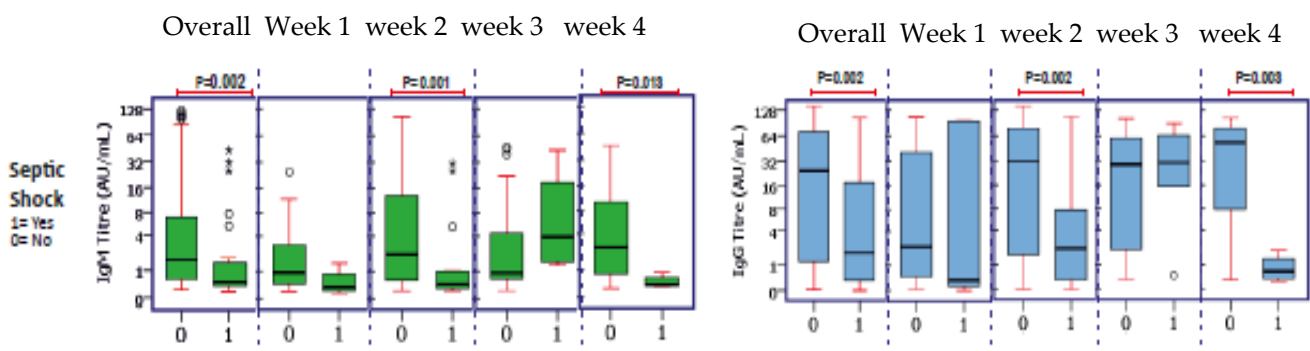 Overall Week 1 week 2 week 3 week 4
P=0.002 P=0.001 P=0.013
IgM Titre (AU/mL)
128
64
32
16
8
4
1
0
Septic
Shock
1= Yes
0= No
0 1 0 1 0 1 0 1 0 1
Overall Week 1 week 2 week 3 week 4
P=0.002 P=0.002 P=0.003
IgG Titre (AU/mL)
128
64
32
16
8
4
1
0
0 1 0 1 0 1 0 1 0 1